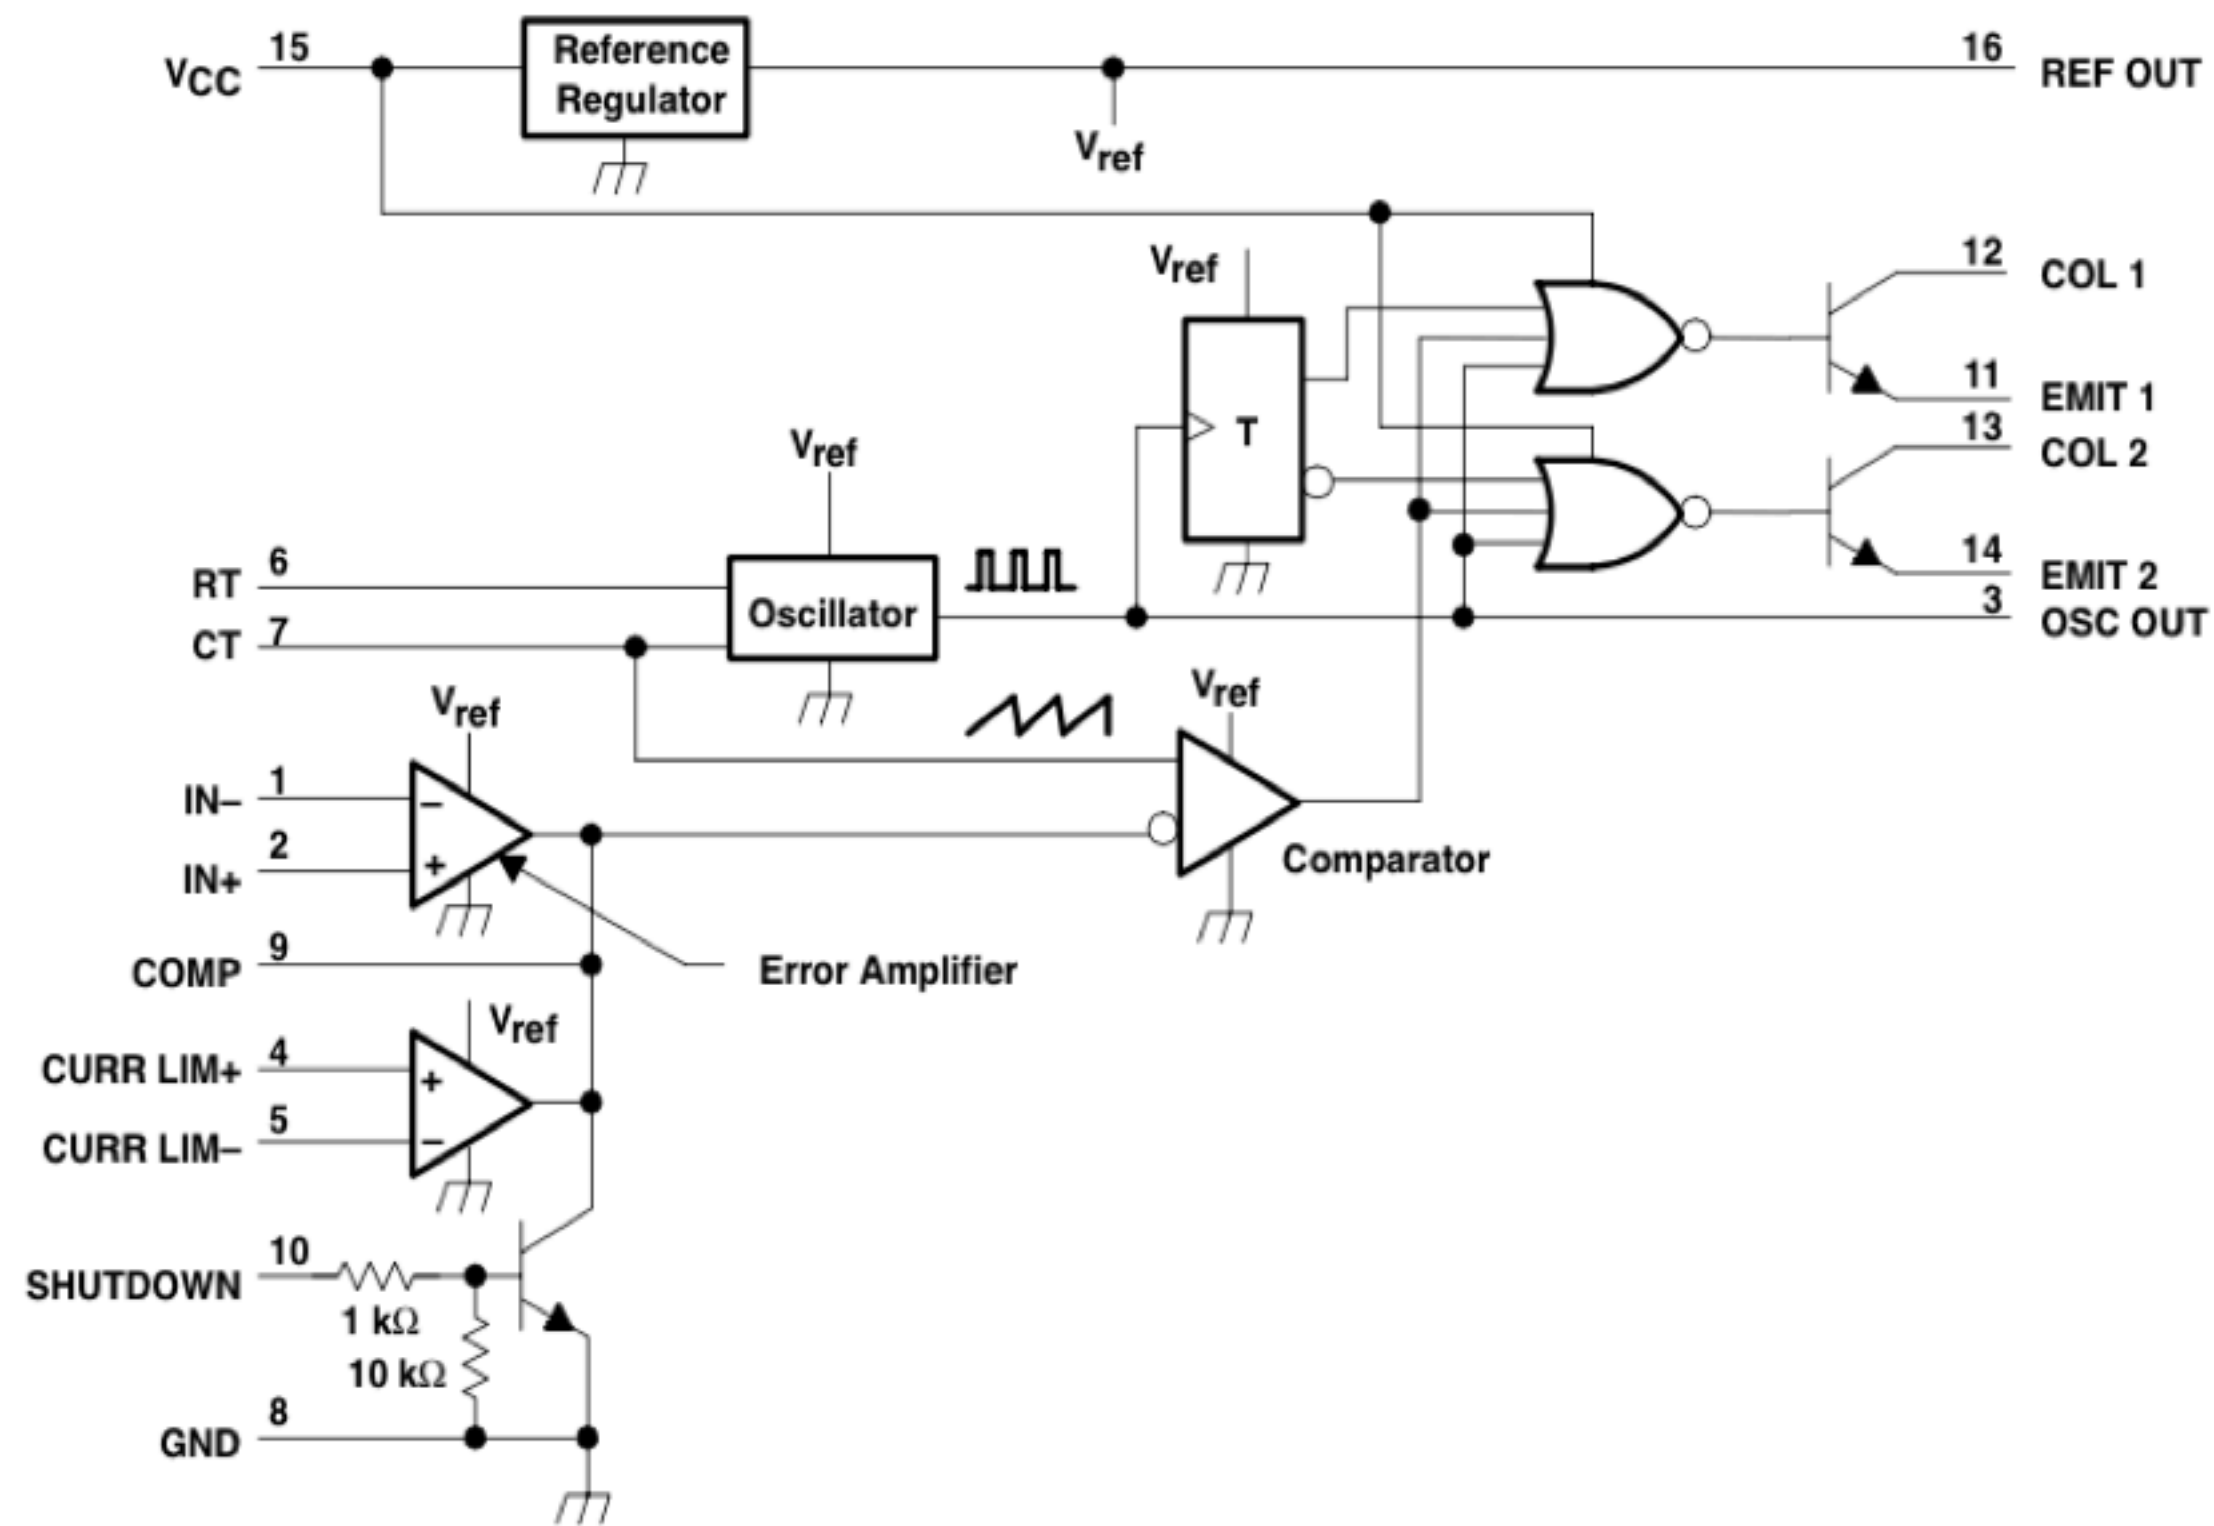 VCC
15
Reference
Regulator
16
REF OUT
Vref
12
COL 1
Vref
11
EMIT 1
13
COL 2
T
Vref
14
EMIT 2
RT
6
3
OSC OUT
Oscillator
CT
7
Vref
Vref
IN–
1
–
Comparator
IN+
2
+
COMP
9
Error Amplifier
Vref
CURR LIM+
4
+
CURR LIM–
5
–
SHUTDOWN
10
1 kΩ
10 kΩ
GND
8